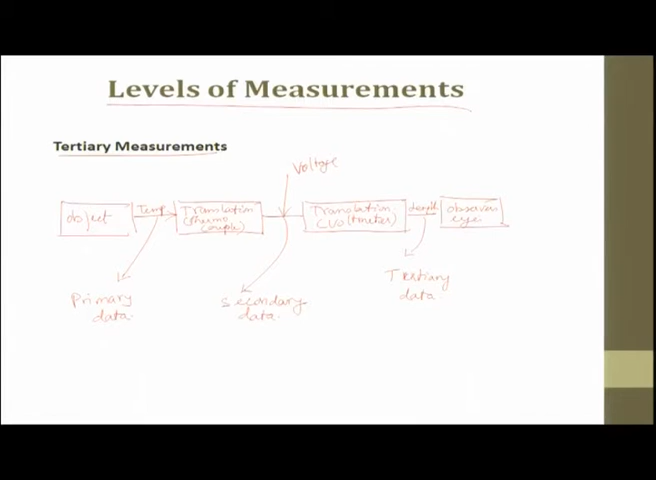 Levels of Measurements
Tertiary Measurements
Voltage
object
Temp
Translation
(thermo
couple)
Translation
(Voltmeter)
length
observer
eye
Primary
data
Secondary
data
Tertiary
data